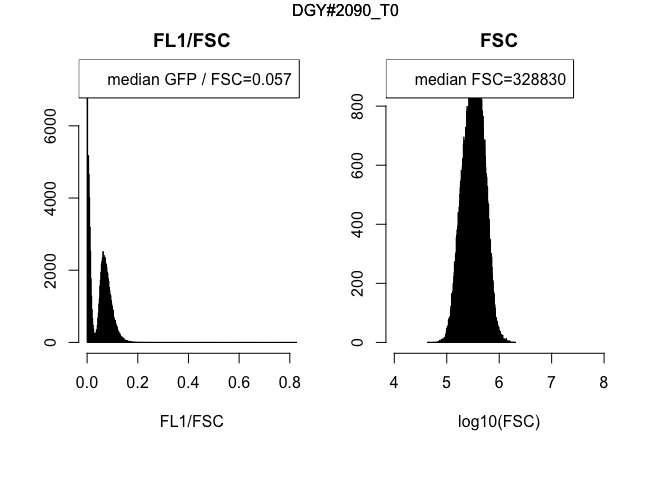 DGY#2090_T0
FL1/FSC
median GFP / FSC=0.057
0
2000
4000
6000
0.0 0.2 0.4 0.6 0.8
FL1/FSC
FSC
median FSC=328830
0
200
400
600
800
4 5 6 7 8
log10(FSC)